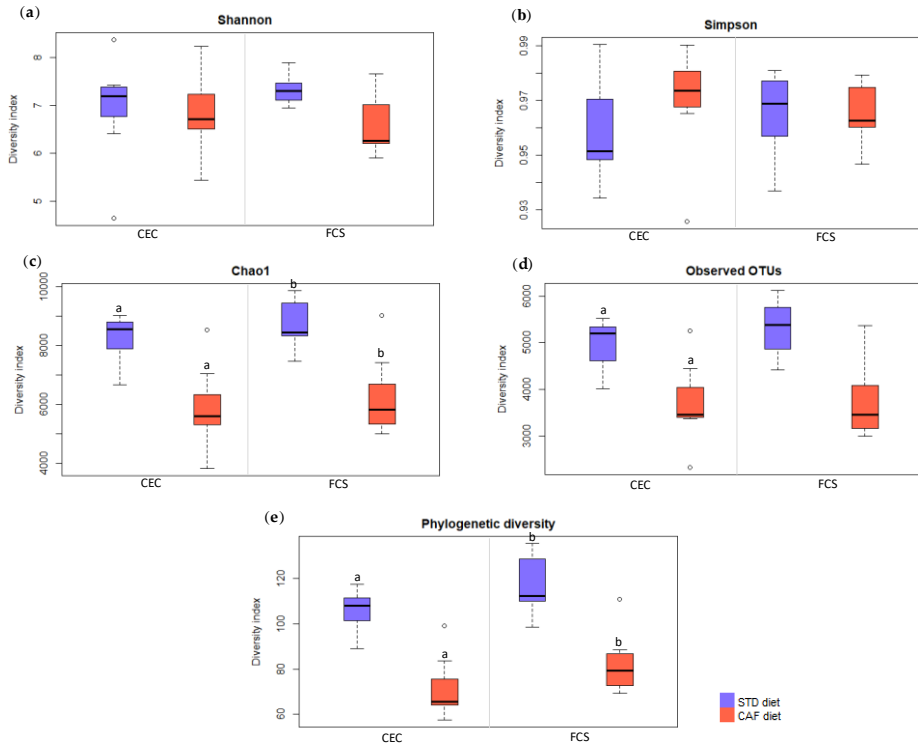 (a)
Shannon
Diversity index
8
7
6
5
CEC
FCS
(b)
Simpson
Diversity index
0.99
0.97
0.95
0.93
CEC
FCS
(c)
Chao1
Diversity index
10000
8000
6000
4000
a
a
b
b
CEC
FCS
(d)
Observed OTUs
Diversity index
6000
5000
4000
3000
a
a
CEC
FCS
(e)
Phylogenetic diversity
Diversity index
120
100
80
60
a
a
b
b
CEC
FCS
STD diet
CAF diet